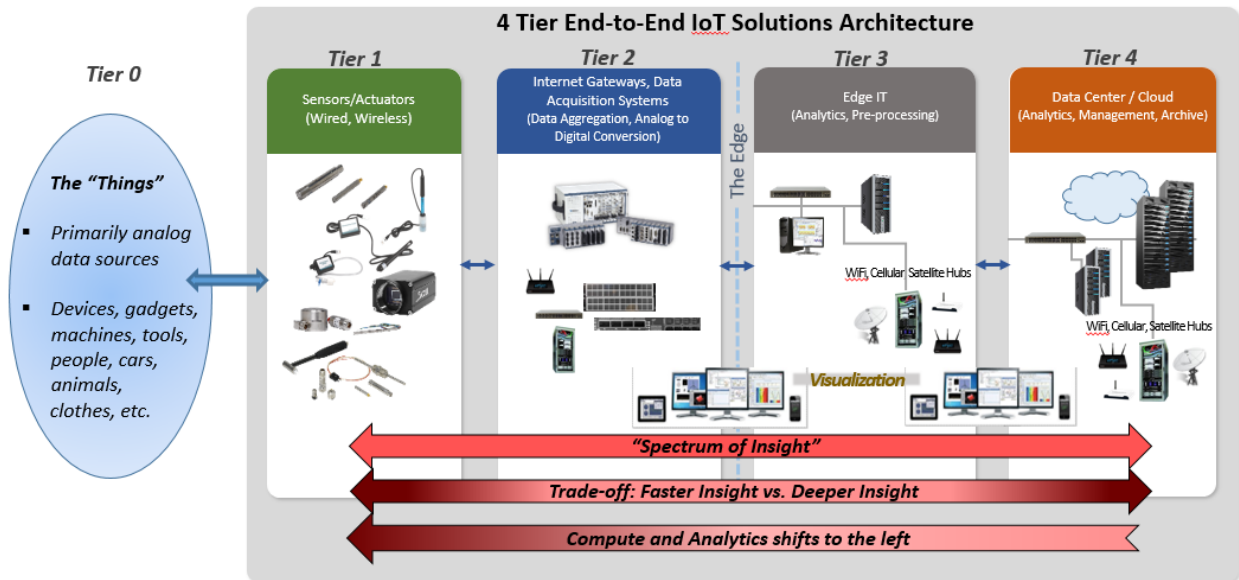 4 Tier End-to-End IoT Solutions Architecture
Tier 0
Tier 1
Tier 2
Tier 3
Tier 4
Sensors/Actuators
(Wired, Wireless)
Internet Gateways, Data
Acquisition Systems
(Data Aggregation, Analog to
Digital Conversion)
The Edge
Edge IT
(Analytics, Pre-processing)
Data Center / Cloud
(Analytics, Management, Archive)
The “Things”
▪ Primarily analog
data sources
▪ Devices, gadgets,
machines, tools,
people, cars,
animals,
clothes, etc.
WiFi, Cellular, Satellite Hubs
WiFi, Cellular, Satellite Hubs
Visualization
“Spectrum of Insight”
Trade-off: Faster Insight vs. Deeper Insight
Compute and Analytics shifts to the left